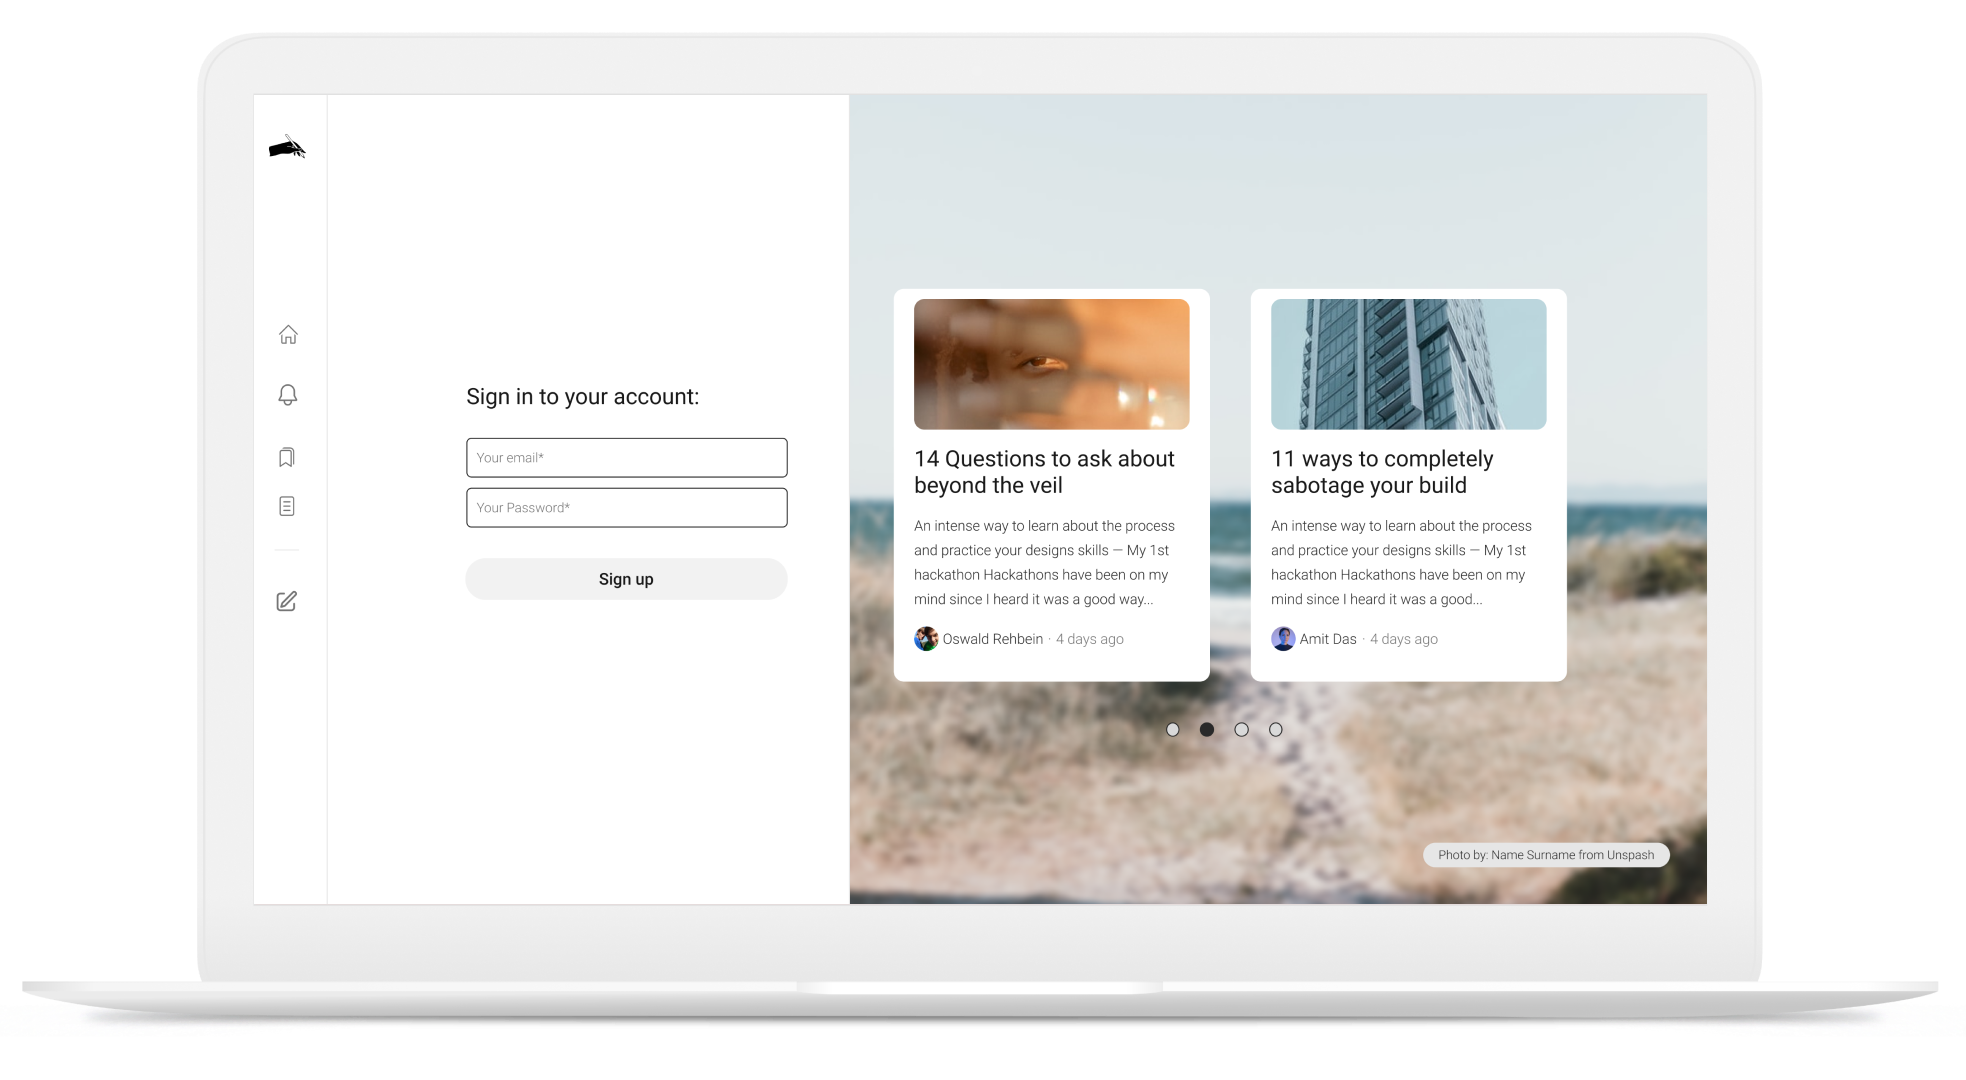 Sign in to your account:
Your email*
Your Password*
Sign up
14 Questions to ask about
beyond the veil
An intense way to learn about the process
and practice your designs skills — My 1st
hackathon Hackathons have been on my
mind since I heard it was a good way...
Oswald Rehbein · 4 days ago
11 ways to completely
sabotage your build
An intense way to learn about the process
and practice your designs skills — My 1st
hackathon Hackathons have been on my
mind since I heard it was a good...
Amit Das · 4 days ago
Photo by: Name Surname from Unspash